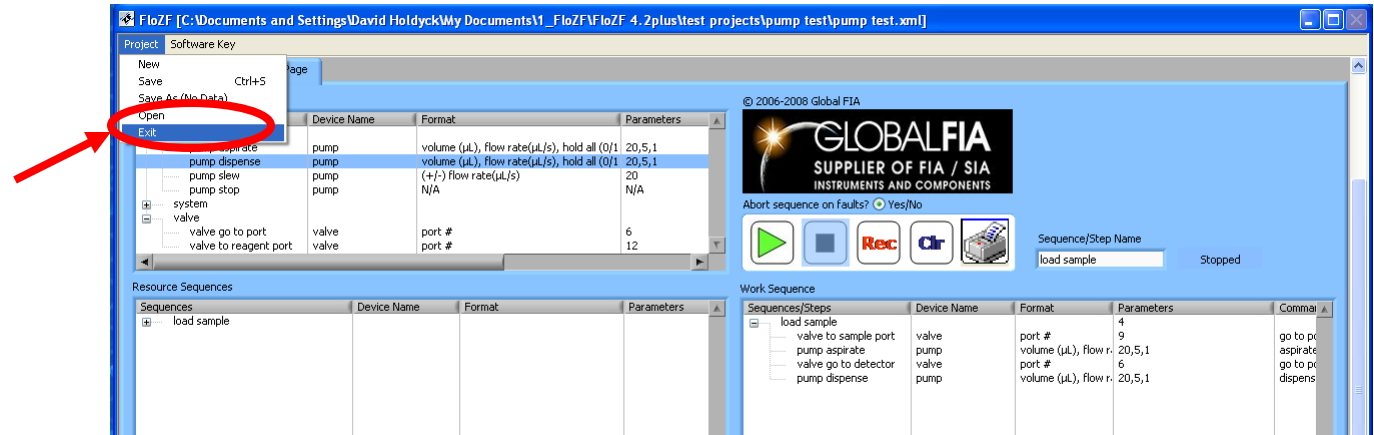 FloZF [C:\Documents and Settings\David Holdyck\My Documents\1_FloZF\FloZF 4.2plus\test projects\pump test\pump test.xml]
Project Software Key
New
Save Ctrl+S
Save As (No Data)
Open
Exit
Page
Device Name Format Parameters
pump aspirate pump volume (µL), flow rate(µL/s), hold all (0/1 20,5,1
pump dispense pump volume (µL), flow rate(µL/s), hold all (0/1 20,5,1
pump slew pump (+/-) flow rate(µL/s) 20
pump stop pump N/A N/A
system
valve
valve go to port valve port # 6
valve to reagent port valve port # 12
© 2006-2008 Global FIA
GLOBALFIA
SUPPLIER OF FIA / SIA
INSTRUMENTS AND COMPONENTS
Abort sequence on faults? Yes/No
Rec Clr
Sequence/Step Name
load sample Stopped
Resource Sequences
Sequences Device Name Format Parameters
load sample
Work Sequence
Sequences/Steps Device Name Format Parameters Comma
load sample 4
valve to sample port valve port # 9 go to po
pump aspirate pump volume (µL), flow r 20,5,1 aspirate
valve go to detector valve port # 6 go to po
pump dispense pump volume (µL), flow r 20,5,1 dispens